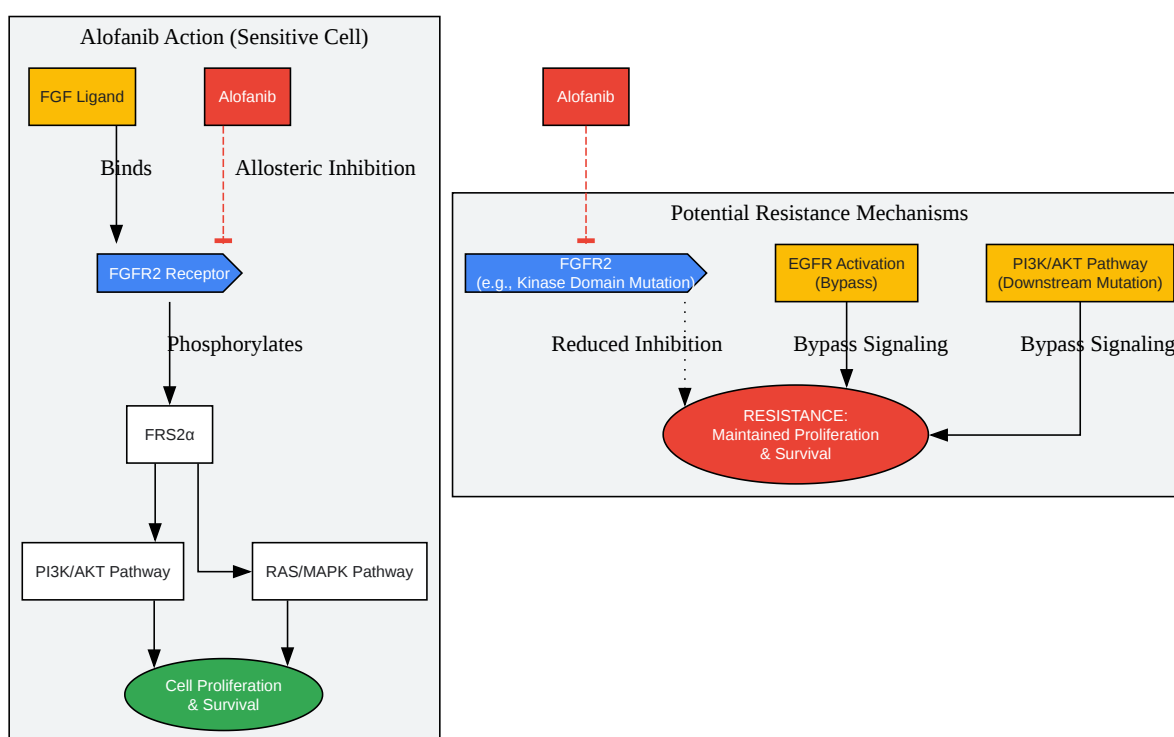 Alofanib Action (Sensitive Cell)
FGF Ligand
Alofanib
Binds
Allosteric Inhibition
FGFR2 Receptor
Phosphorylates
FRS2α
PI3K/AKT Pathway
RAS/MAPK Pathway
Cell Proliferation
& Survival
Alofanib
Potential Resistance Mechanisms
FGFR2
(e.g., Kinase Domain Mutation)
EGFR Activation
(Bypass)
PI3K/AKT Pathway
(Downstream Mutation)
Reduced Inhibition
Bypass Signaling
Bypass Signaling
RESISTANCE:
Maintained Proliferation
& Survival